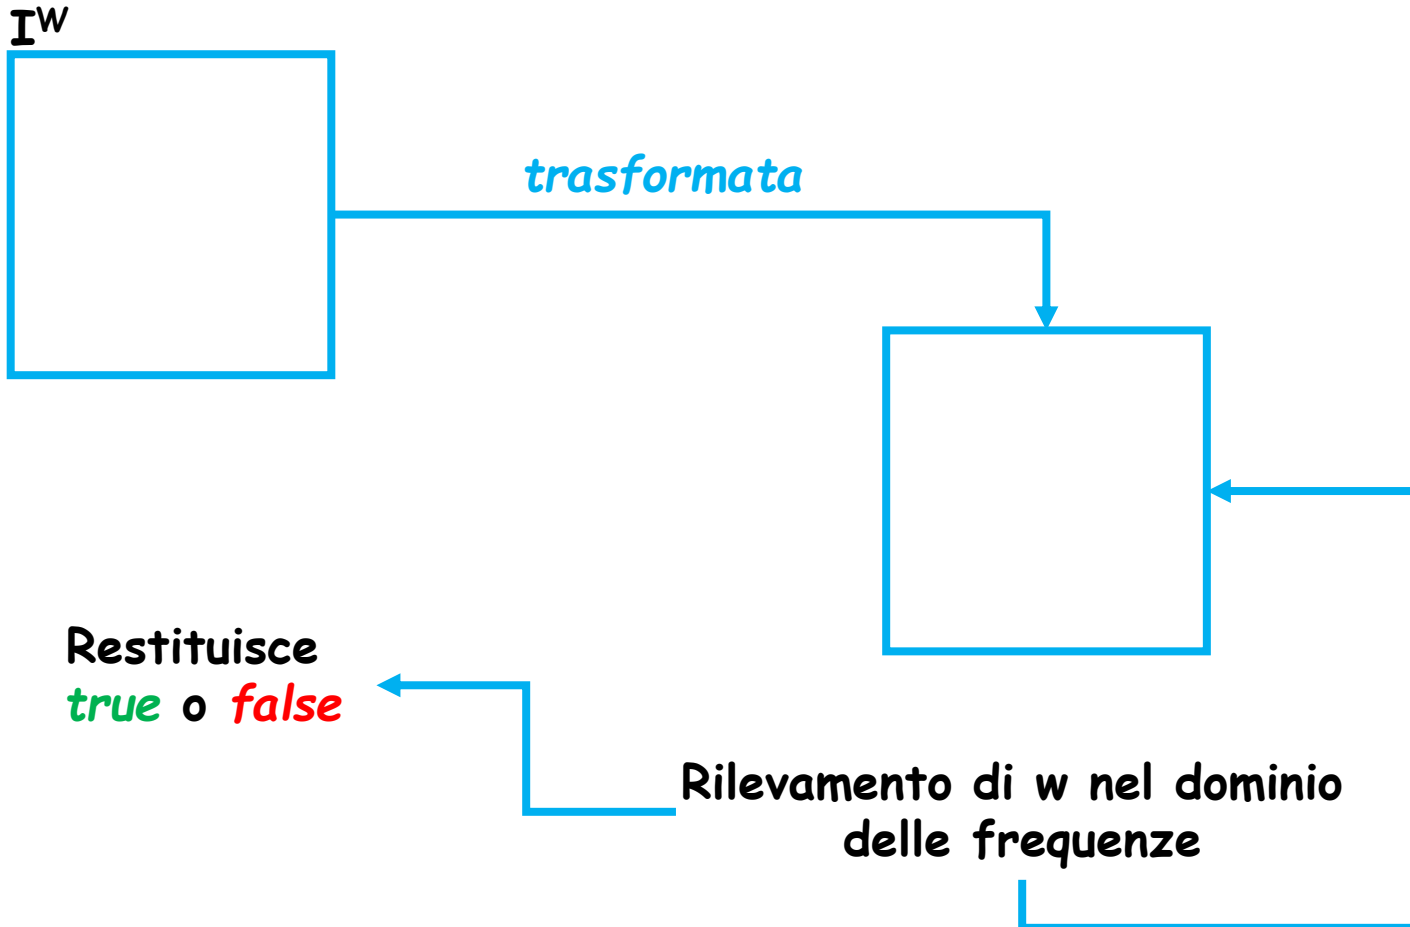 I^W
trasformata
Restituisce
true o false
Rilevamento di w nel dominio
delle frequenze